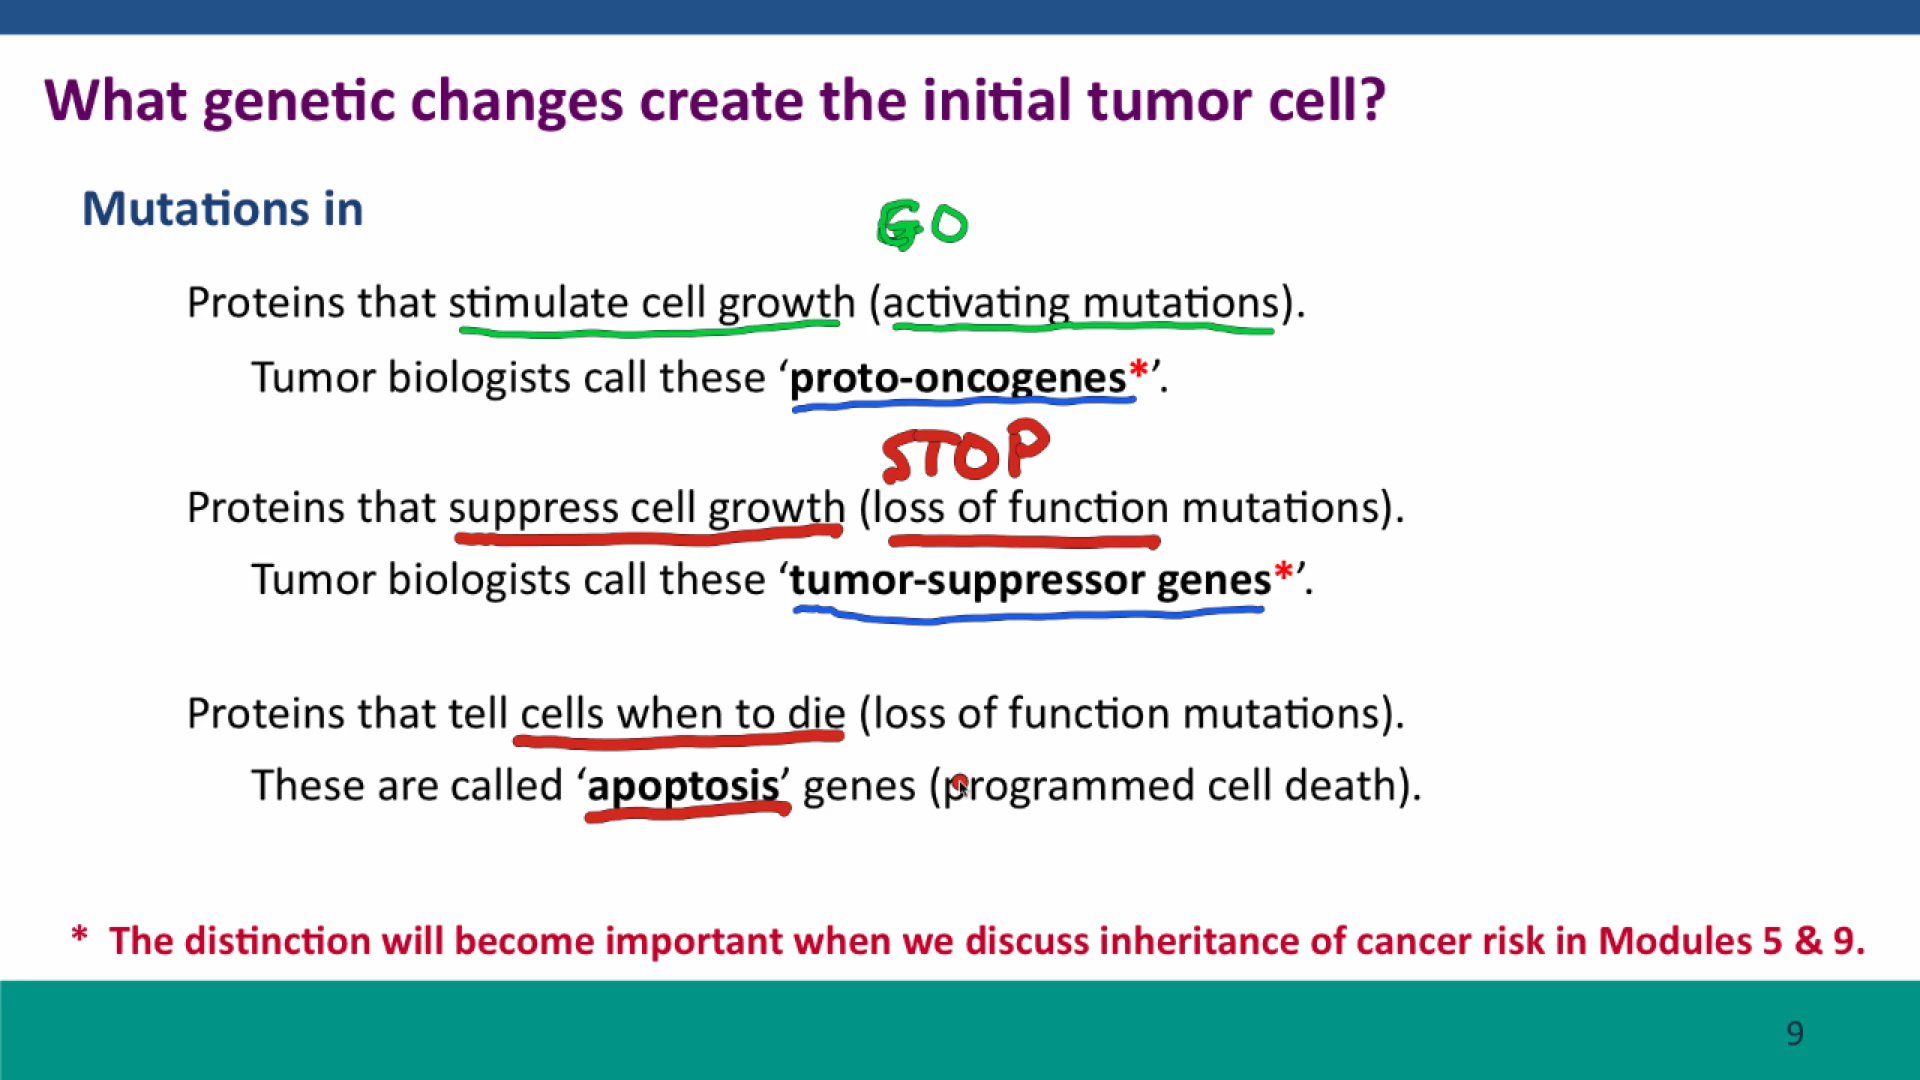 What genetic changes create the initial tumor cell?
Mutations in
GO
Proteins that stimulate cell growth (activating mutations).
Tumor biologists call these ‘proto-oncogenes*’.
STOP
Proteins that suppress cell growth (loss of function mutations).
Tumor biologists call these ‘tumor-suppressor genes*’.
Proteins that tell cells when to die (loss of function mutations).
These are called ‘apoptosis’ genes (programmed cell death).
* The distinction will become important when we discuss inheritance of cancer risk in Modules 5 & 9.
9